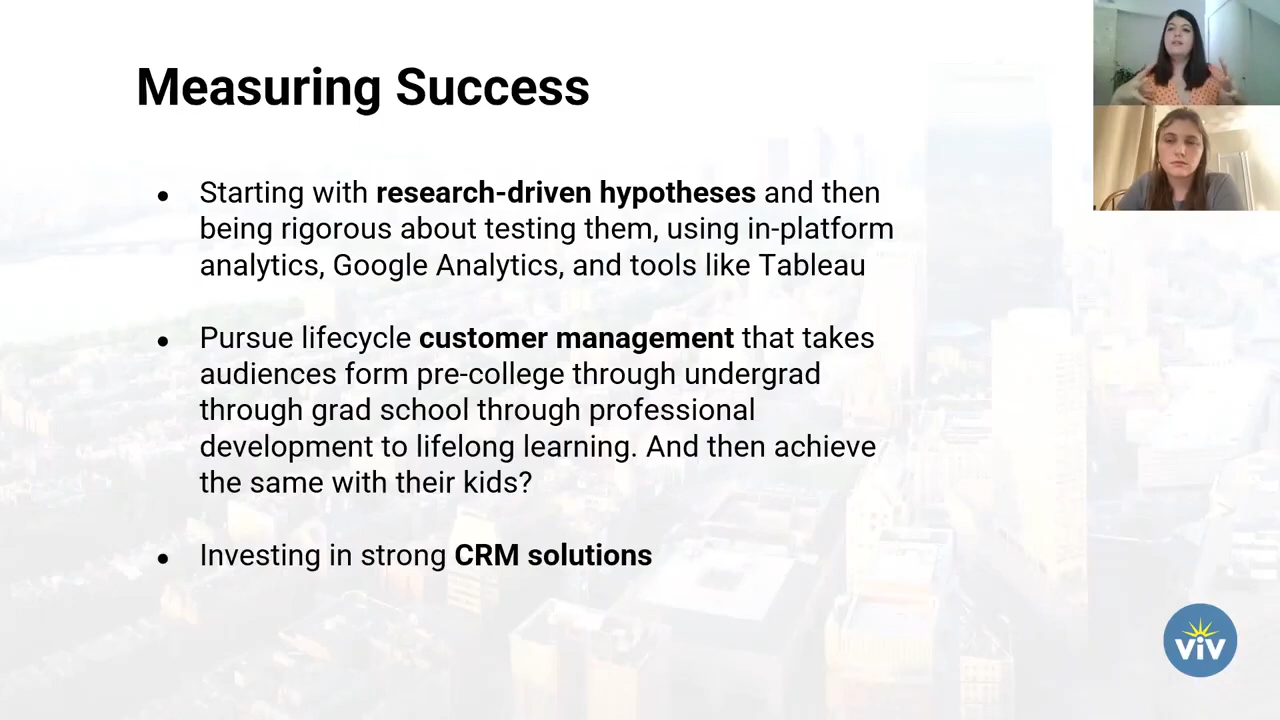 Measuring Success
● Starting with research-driven hypotheses and then
being rigorous about testing them, using in-platform
analytics, Google Analytics, and tools like Tableau
● Pursue lifecycle customer management that takes
audiences form pre-college through undergrad
through grad school through professional
development to lifelong learning. And then achieve
the same with their kids?
● Investing in strong CRM solutions
viv